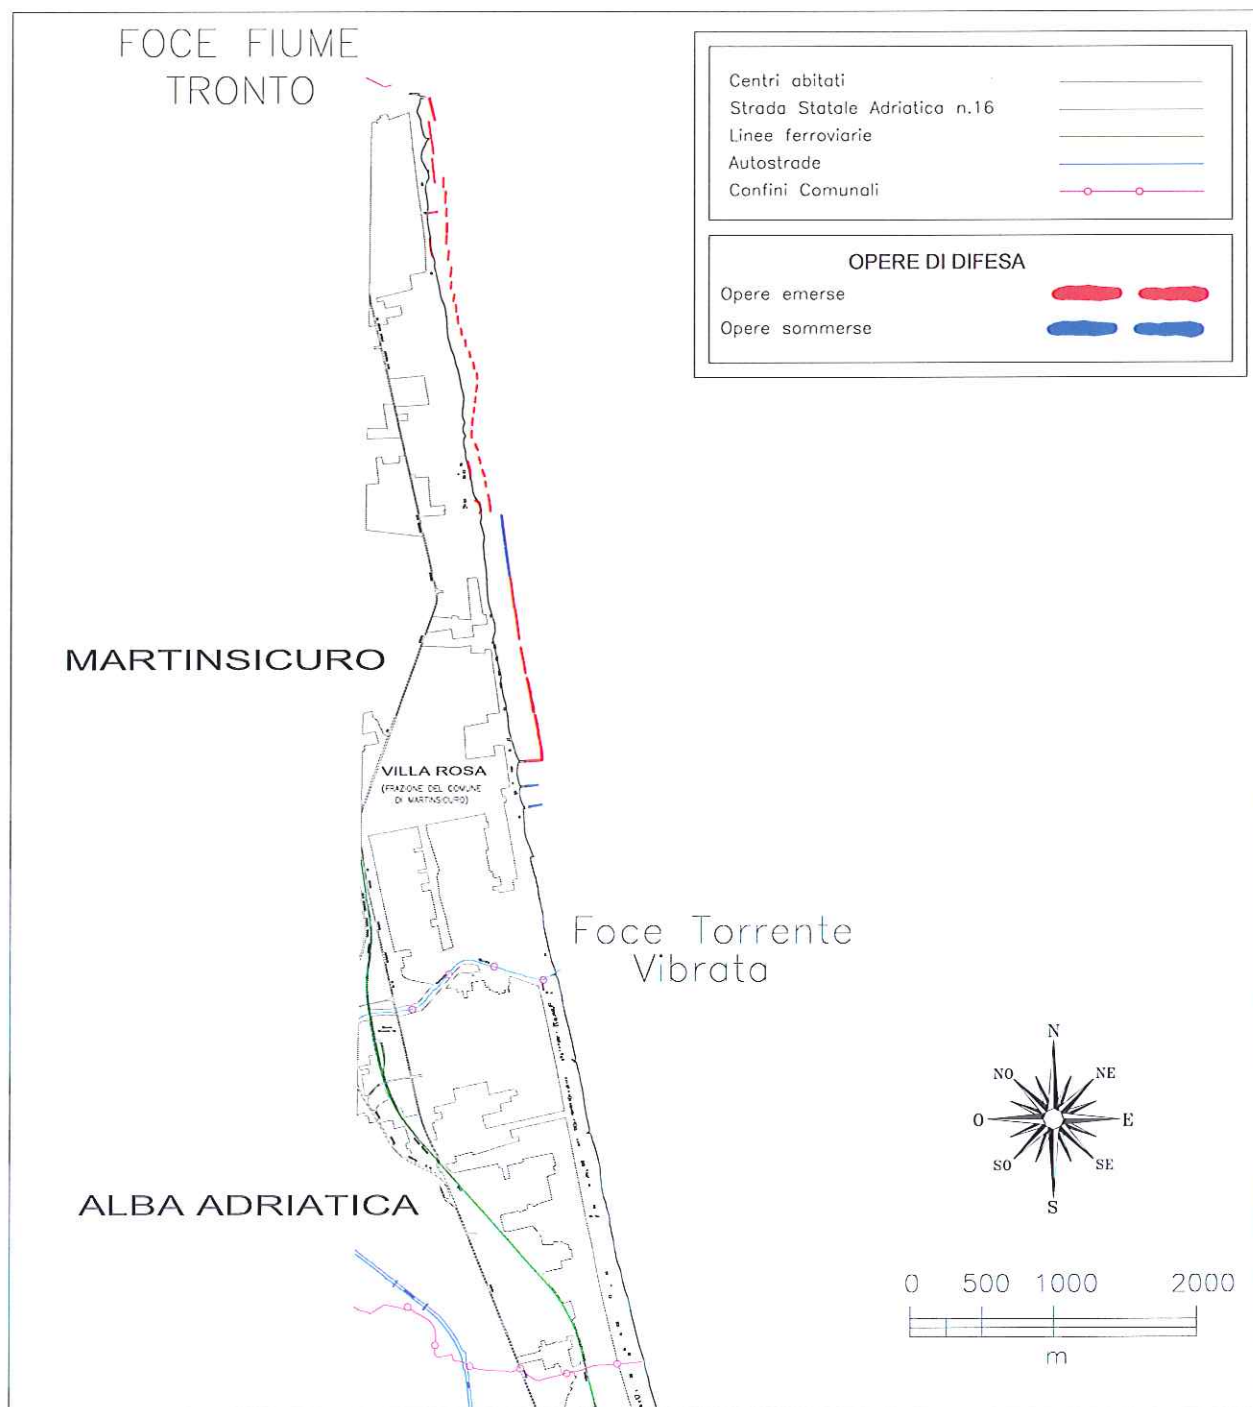 FOCE FIUME
TRONTO
Centri abitati
Strada Statale Adriatica n.16
Linee ferroviarie
Autostrade
Confini Comunali
OPERE DI DIFESA
Opere emerse
Opere sommerse
MARTINSICURO
VILLA ROSA
(FRAZIONE DEL COMUNE
DI MARTINSICURO)
Foce Torrente
Vibrata
ALBA ADRIATICA
N
NO
NE
O
E
SO
SE
S
0 500 1000 2000
m